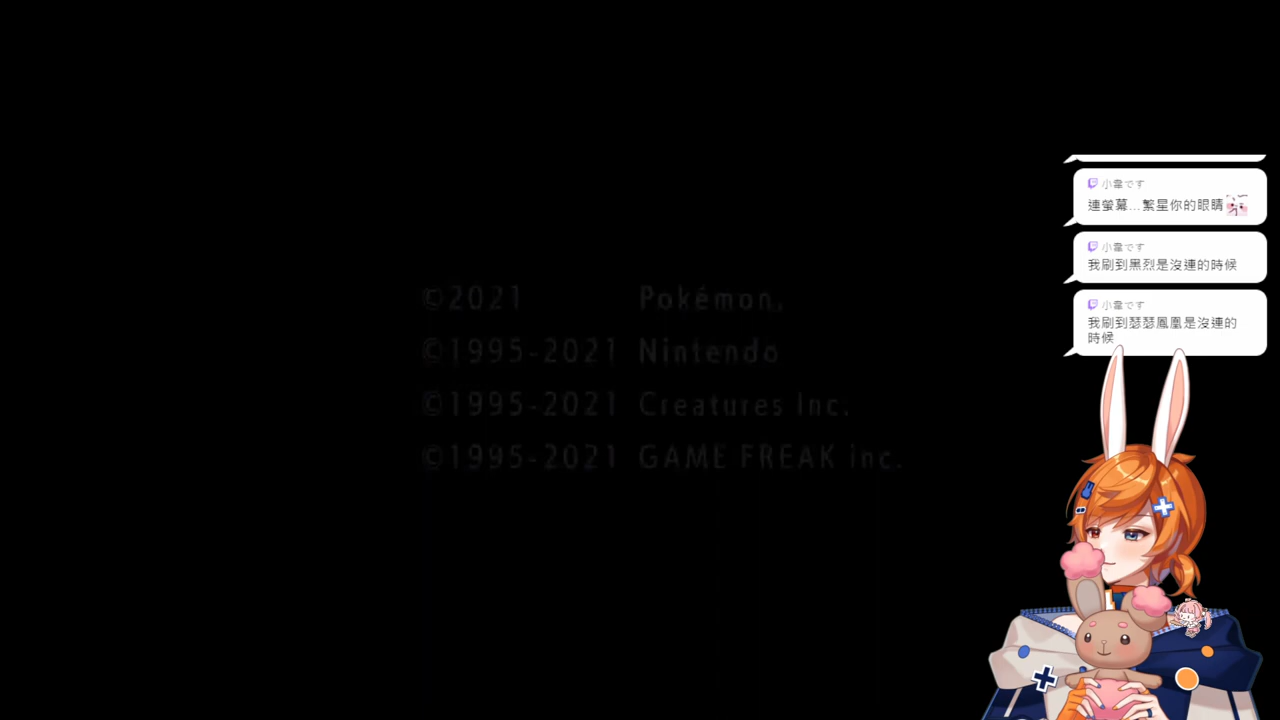 ©2021 Pokémon,
©1995-2021 Nintendo
©1995-2021 Creatures Inc.
©1995-2021 GAME FREAK inc.
小韋です
連螢幕...繁星你的眼睛
小韋です
我刷到黑烈是沒連的時候
小韋です
我刷到瑟瑟鳳凰是沒連的
時候